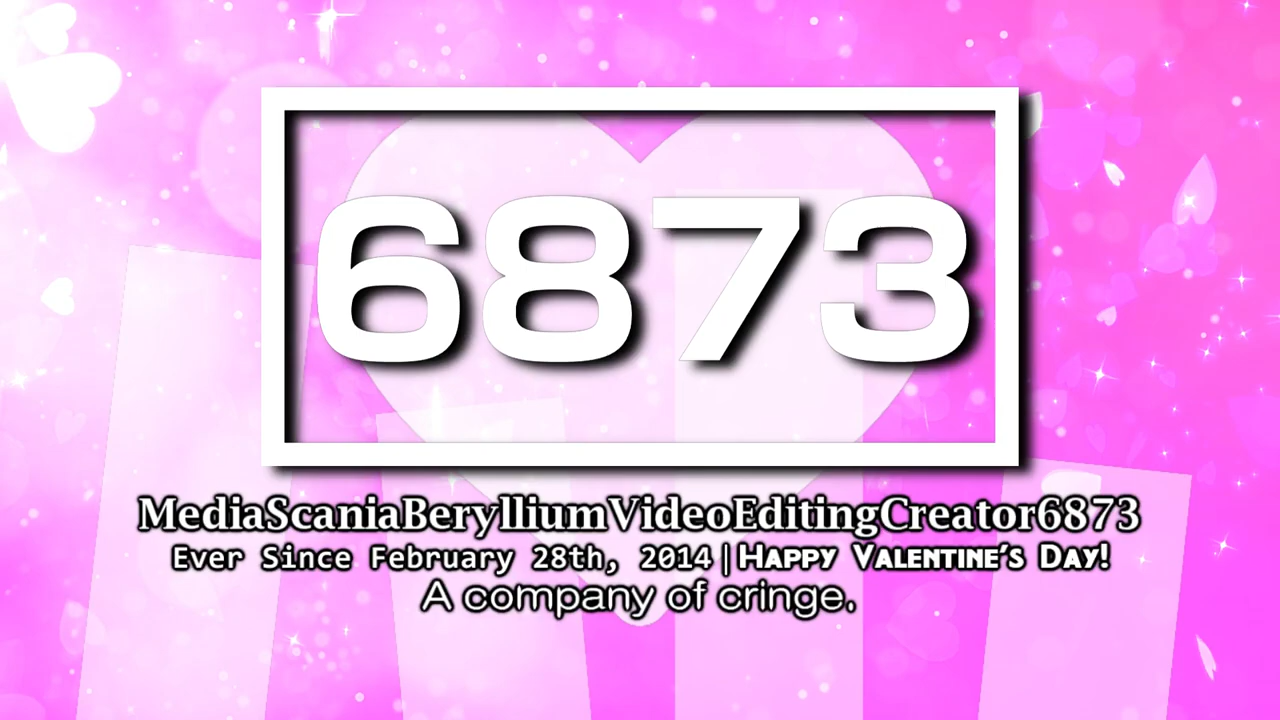 6873
MediaScaniaBerylliumVideoEditingCreator6873
Ever Since February 28th, 2014 | Happy Valentine's Day!
A company of cringe.